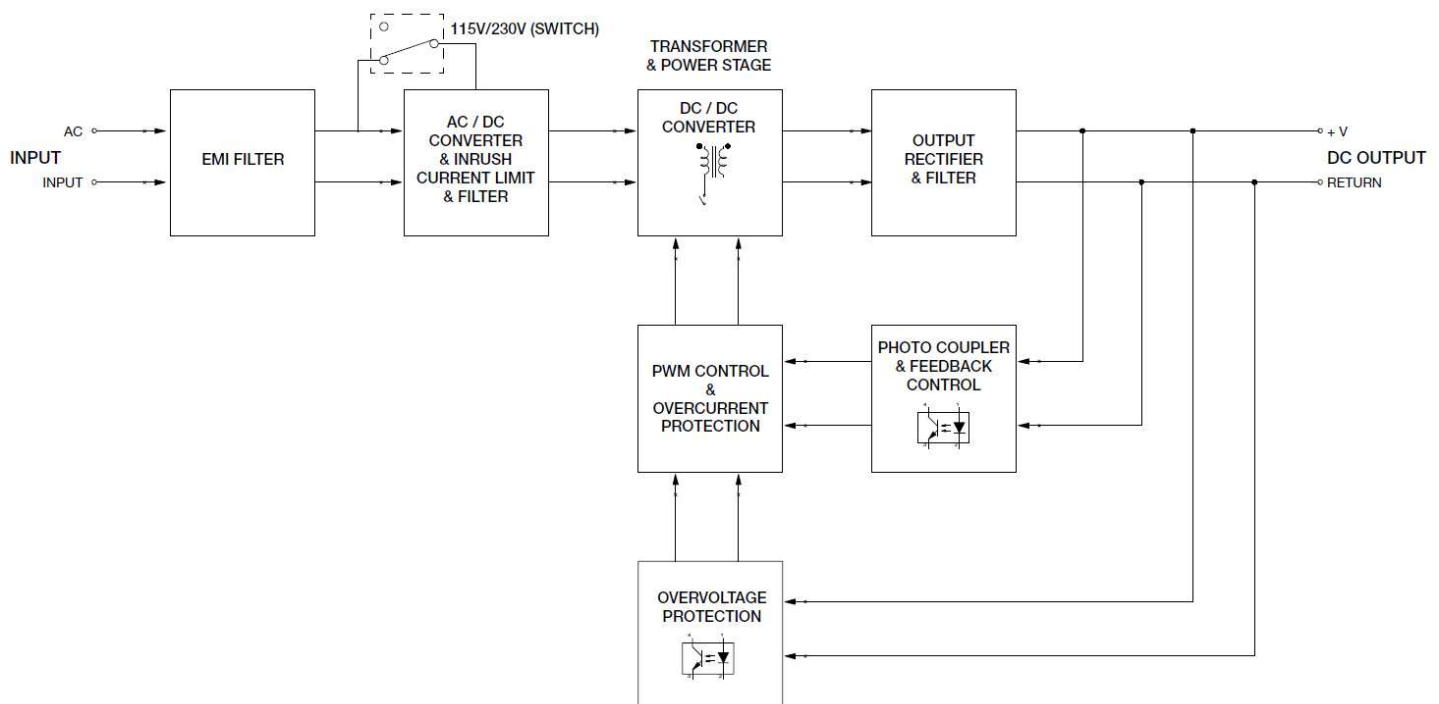 115V/230V (SWITCH)
TRANSFORMER
& POWER STAGE
AC
INPUT
INPUT
EMI FILTER
AC / DC
CONVERTER
& INRUSH
CURRENT LIMIT
& FILTER
DC / DC
CONVERTER
OUTPUT
RECTIFIER
& FILTER
+ V
DC OUTPUT
RETURN
PWM CONTROL
&
OVERCURRENT
PROTECTION
PHOTO COUPLER
& FEEDBACK
CONTROL
OVERVOLTAGE
PROTECTION